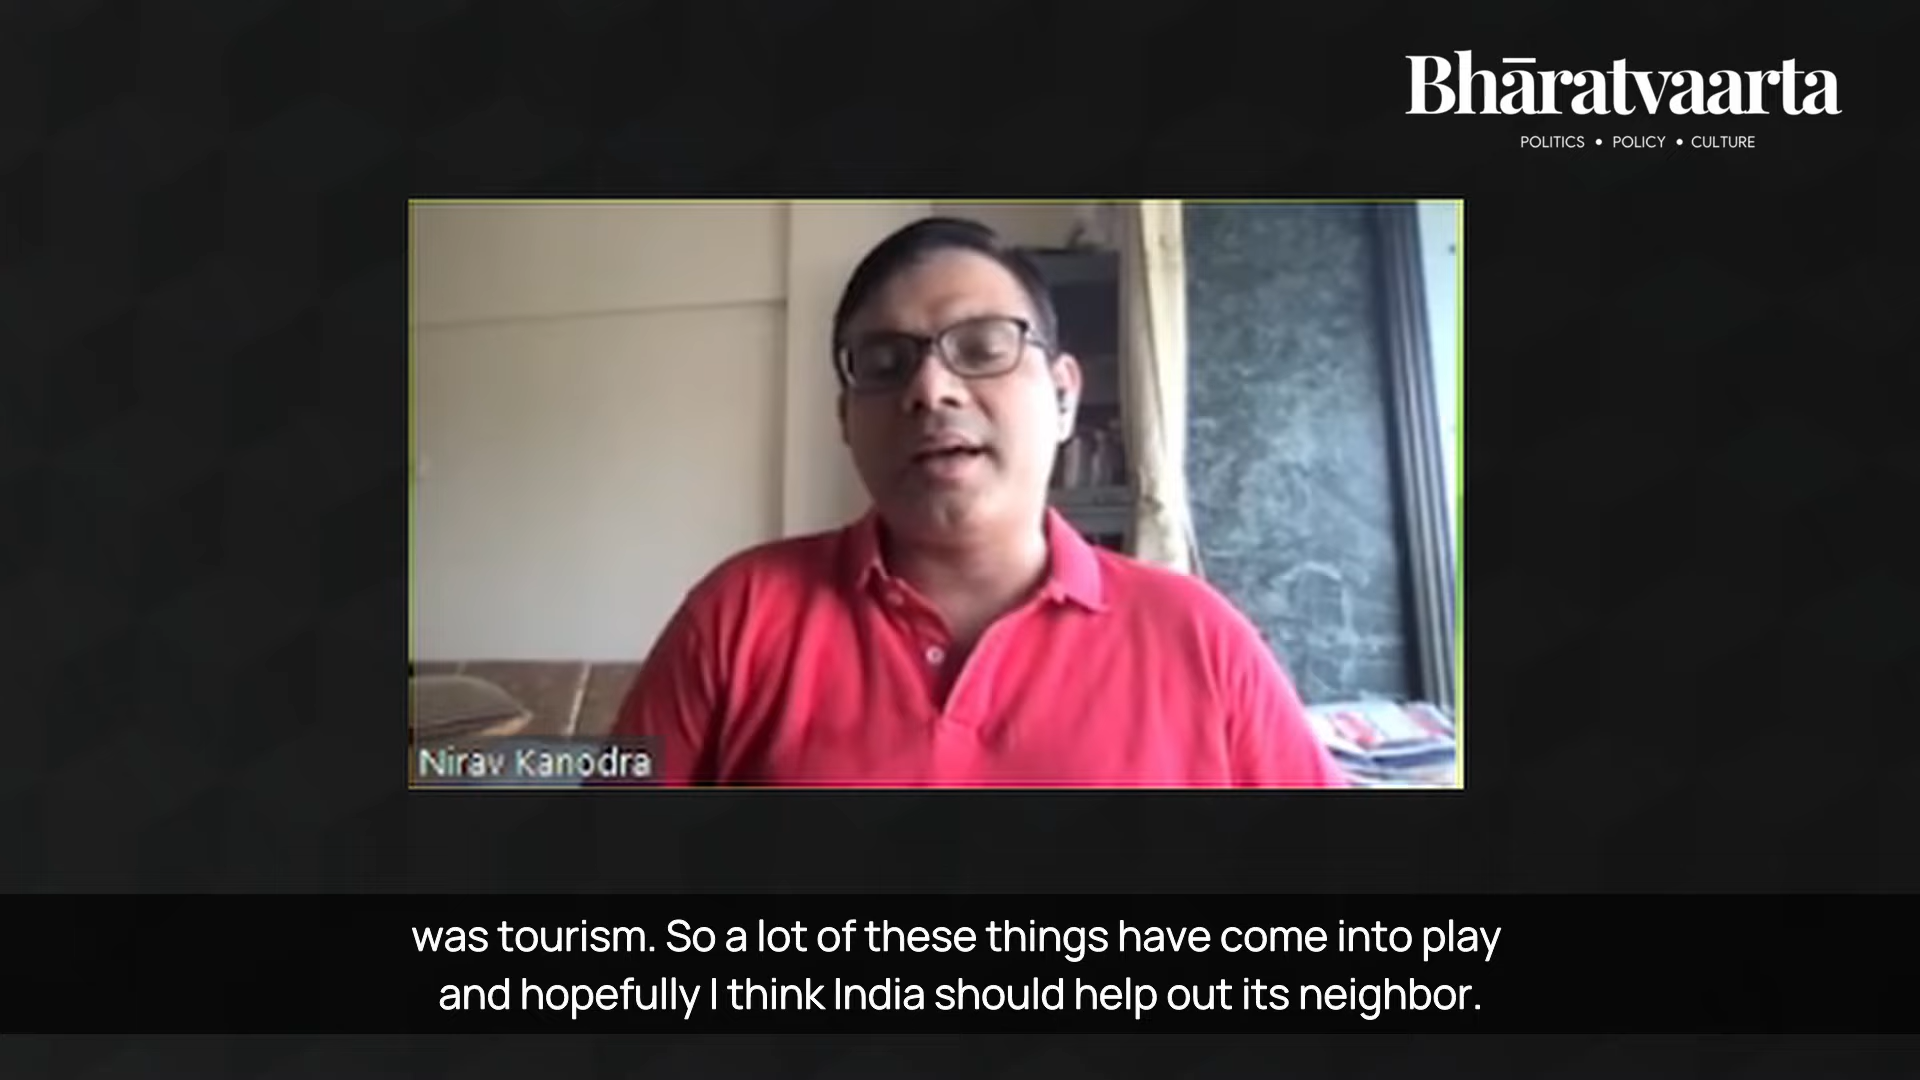 Bhāratvaarta
POLITICS • POLICY • CULTURE
Nirav Kanodra
was tourism. So a lot of these things have come into play
and hopefully I think India should help out its neighbor.